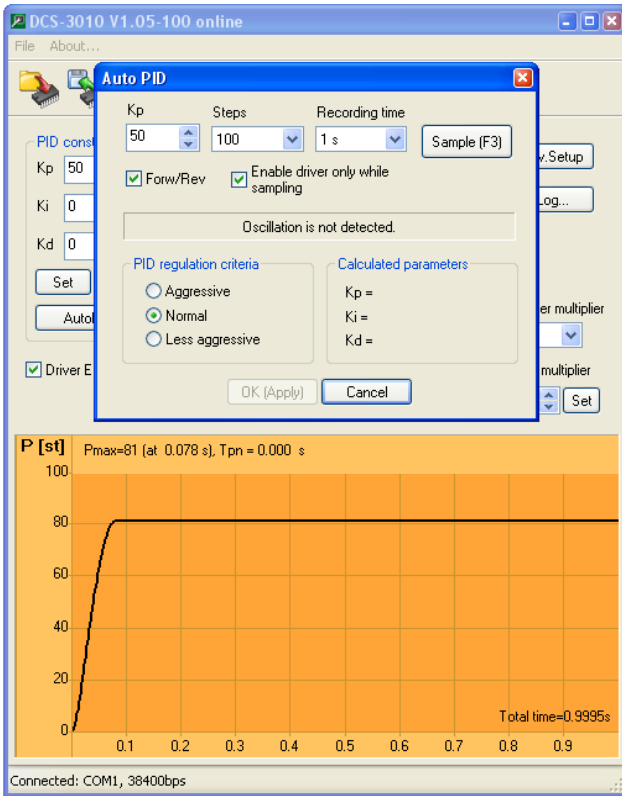 DCS-3010 V1.05-100 online
File About...
Auto PID
Kp Steps Recording time
50 100 1 s Sample (F3)
Forw/Rev Enable driver only while sampling
Oscillation is not detected.
PID regulation criteria
Aggressive
Normal
Less aggressive
Calculated parameters
Kp =
Ki =
Kd =
OK (Apply) Cancel
PID const
Kp 50
Ki 0
Kd 0
Set
Driver E
v.Setup
Log...
er multiplier
multiplier
Set
P [st] Pmax=81 (at 0.078 s), Tpn = 0.000 s
100
80
60
40
20
0
0.1 0.2 0.3 0.4 0.5 0.6 0.7 0.8 0.9
Total time=0.9995s
Connected: COM1, 38400bps